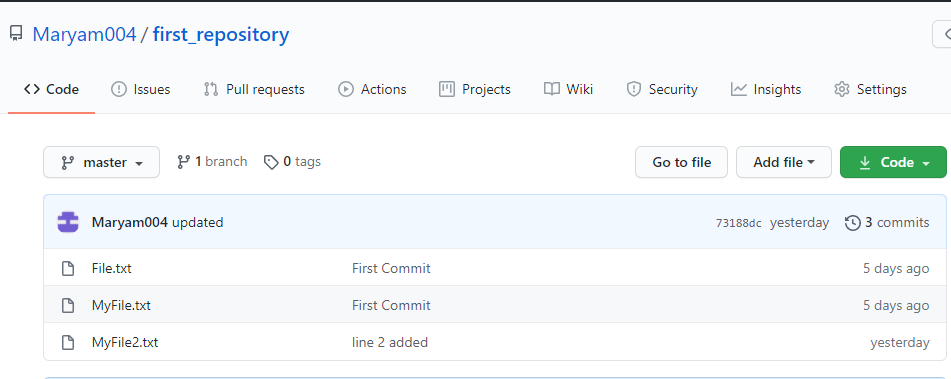 Maryam004 / first_repository
Code Issues Pull requests Actions Projects Wiki Security Insights Settings
master 1 branch 0 tags Go to file Add file Code
Maryam004 updated 73188dc yesterday 3 commits
File.txt First Commit 5 days ago
MyFile.txt First Commit 5 days ago
MyFile2.txt line 2 added yesterday